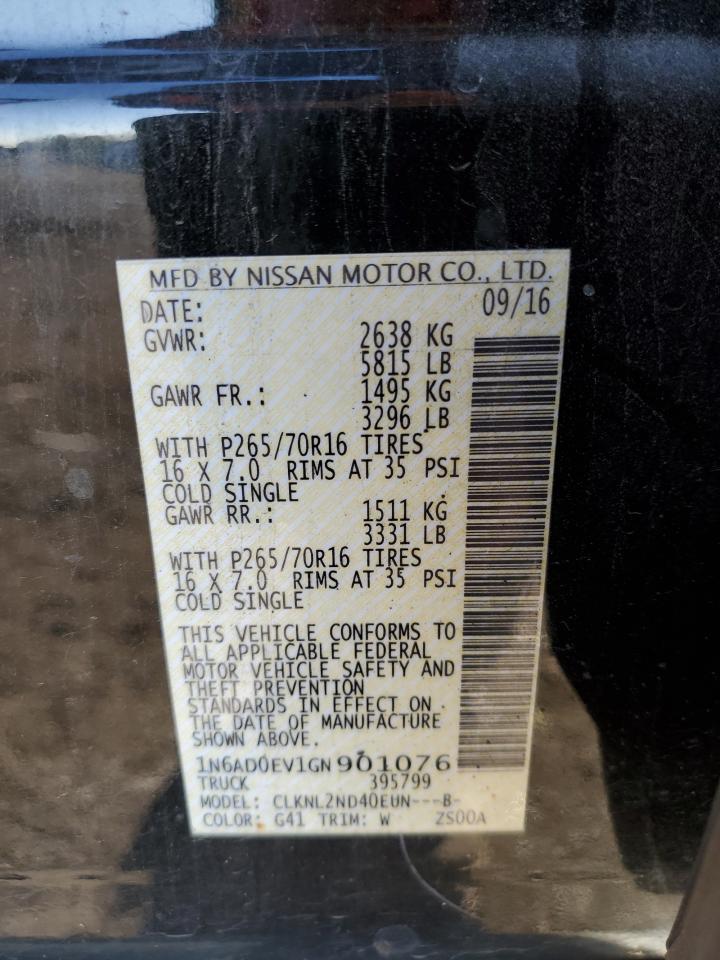 MFD BY NISSAN MOTOR CO., LTD.
DATE: 09/16
GVWR: 2638 KG
5815 LB
GAWR FR.: 1495 KG
3296 LB
WITH P265/70R16 TIRES
16 X 7.0 RIMS AT 35 PSI
COLD SINGLE
GAWR RR.: 1511 KG
3331 LB
WITH P265/70R16 TIRES
16 X 7.0 RIMS AT 35 PSI
COLD SINGLE
THIS VEHICLE CONFORMS TO
ALL APPLICABLE FEDERAL
MOTOR VEHICLE SAFETY AND
THEFT PREVENTION
STANDARDS IN EFFECT ON
THE DATE OF MANUFACTURE
SHOWN ABOVE.
1N6AD0EV1GN901076
TRUCK 395799
MODEL: CLKNL2ND40EUN---B-
COLOR: G41 TRIM: W ZS00A